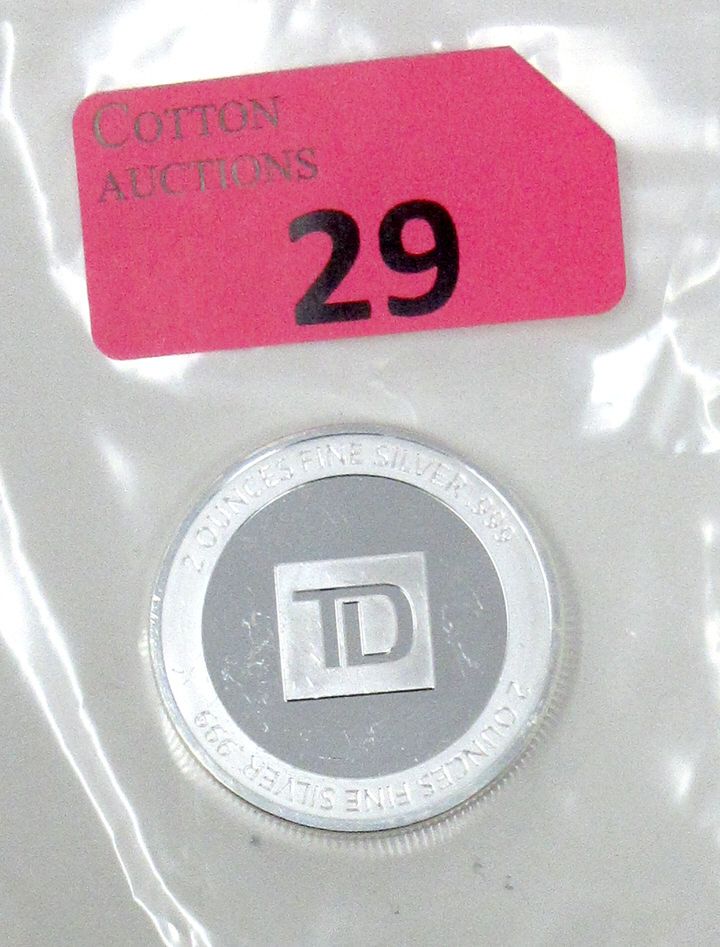 COTTON
AUCTIONS
29
2 OUNCES FINE SILVER .999
TD
2 OUNCES FINE SILVER .999